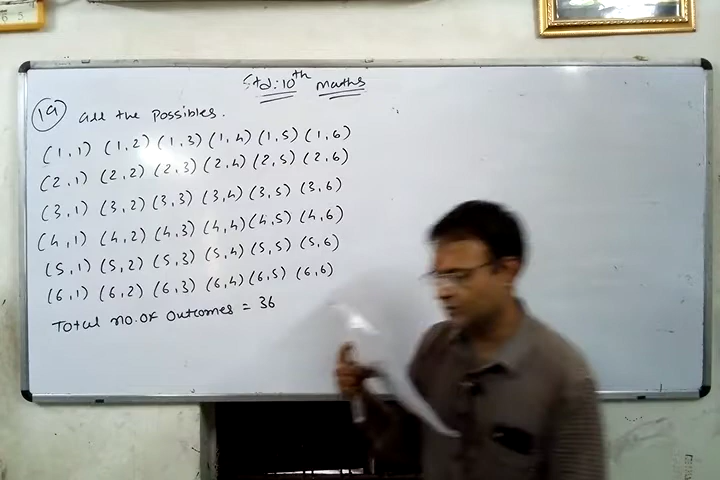 Std: 10th maths
19 all the possibles.
(1,1) (1,2) (1,3) (1,4) (1,5) (1,6)
(2,1) (2,2) (2,3) (2,4) (2,5) (2,6)
(3,1) (3,2) (3,3) (3,4) (3,5) (3,6)
(4,1) (4,2) (4,3) (4,4) (4,5) (4,6)
(5,1) (5,2) (5,3) (5,4) (5,5) (5,6)
(6,1) (6,2) (6,3) (6,4) (6,5) (6,6)
Total no. of outcomes = 36